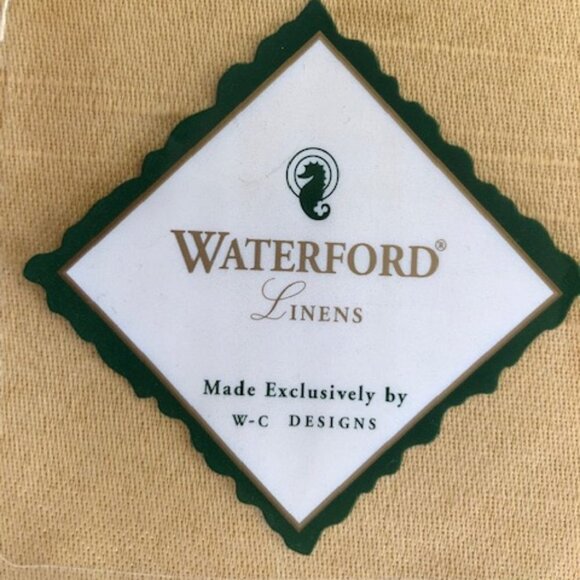 WATERFORD®
LINENS
Made Exclusively by
W-C DESIGNS